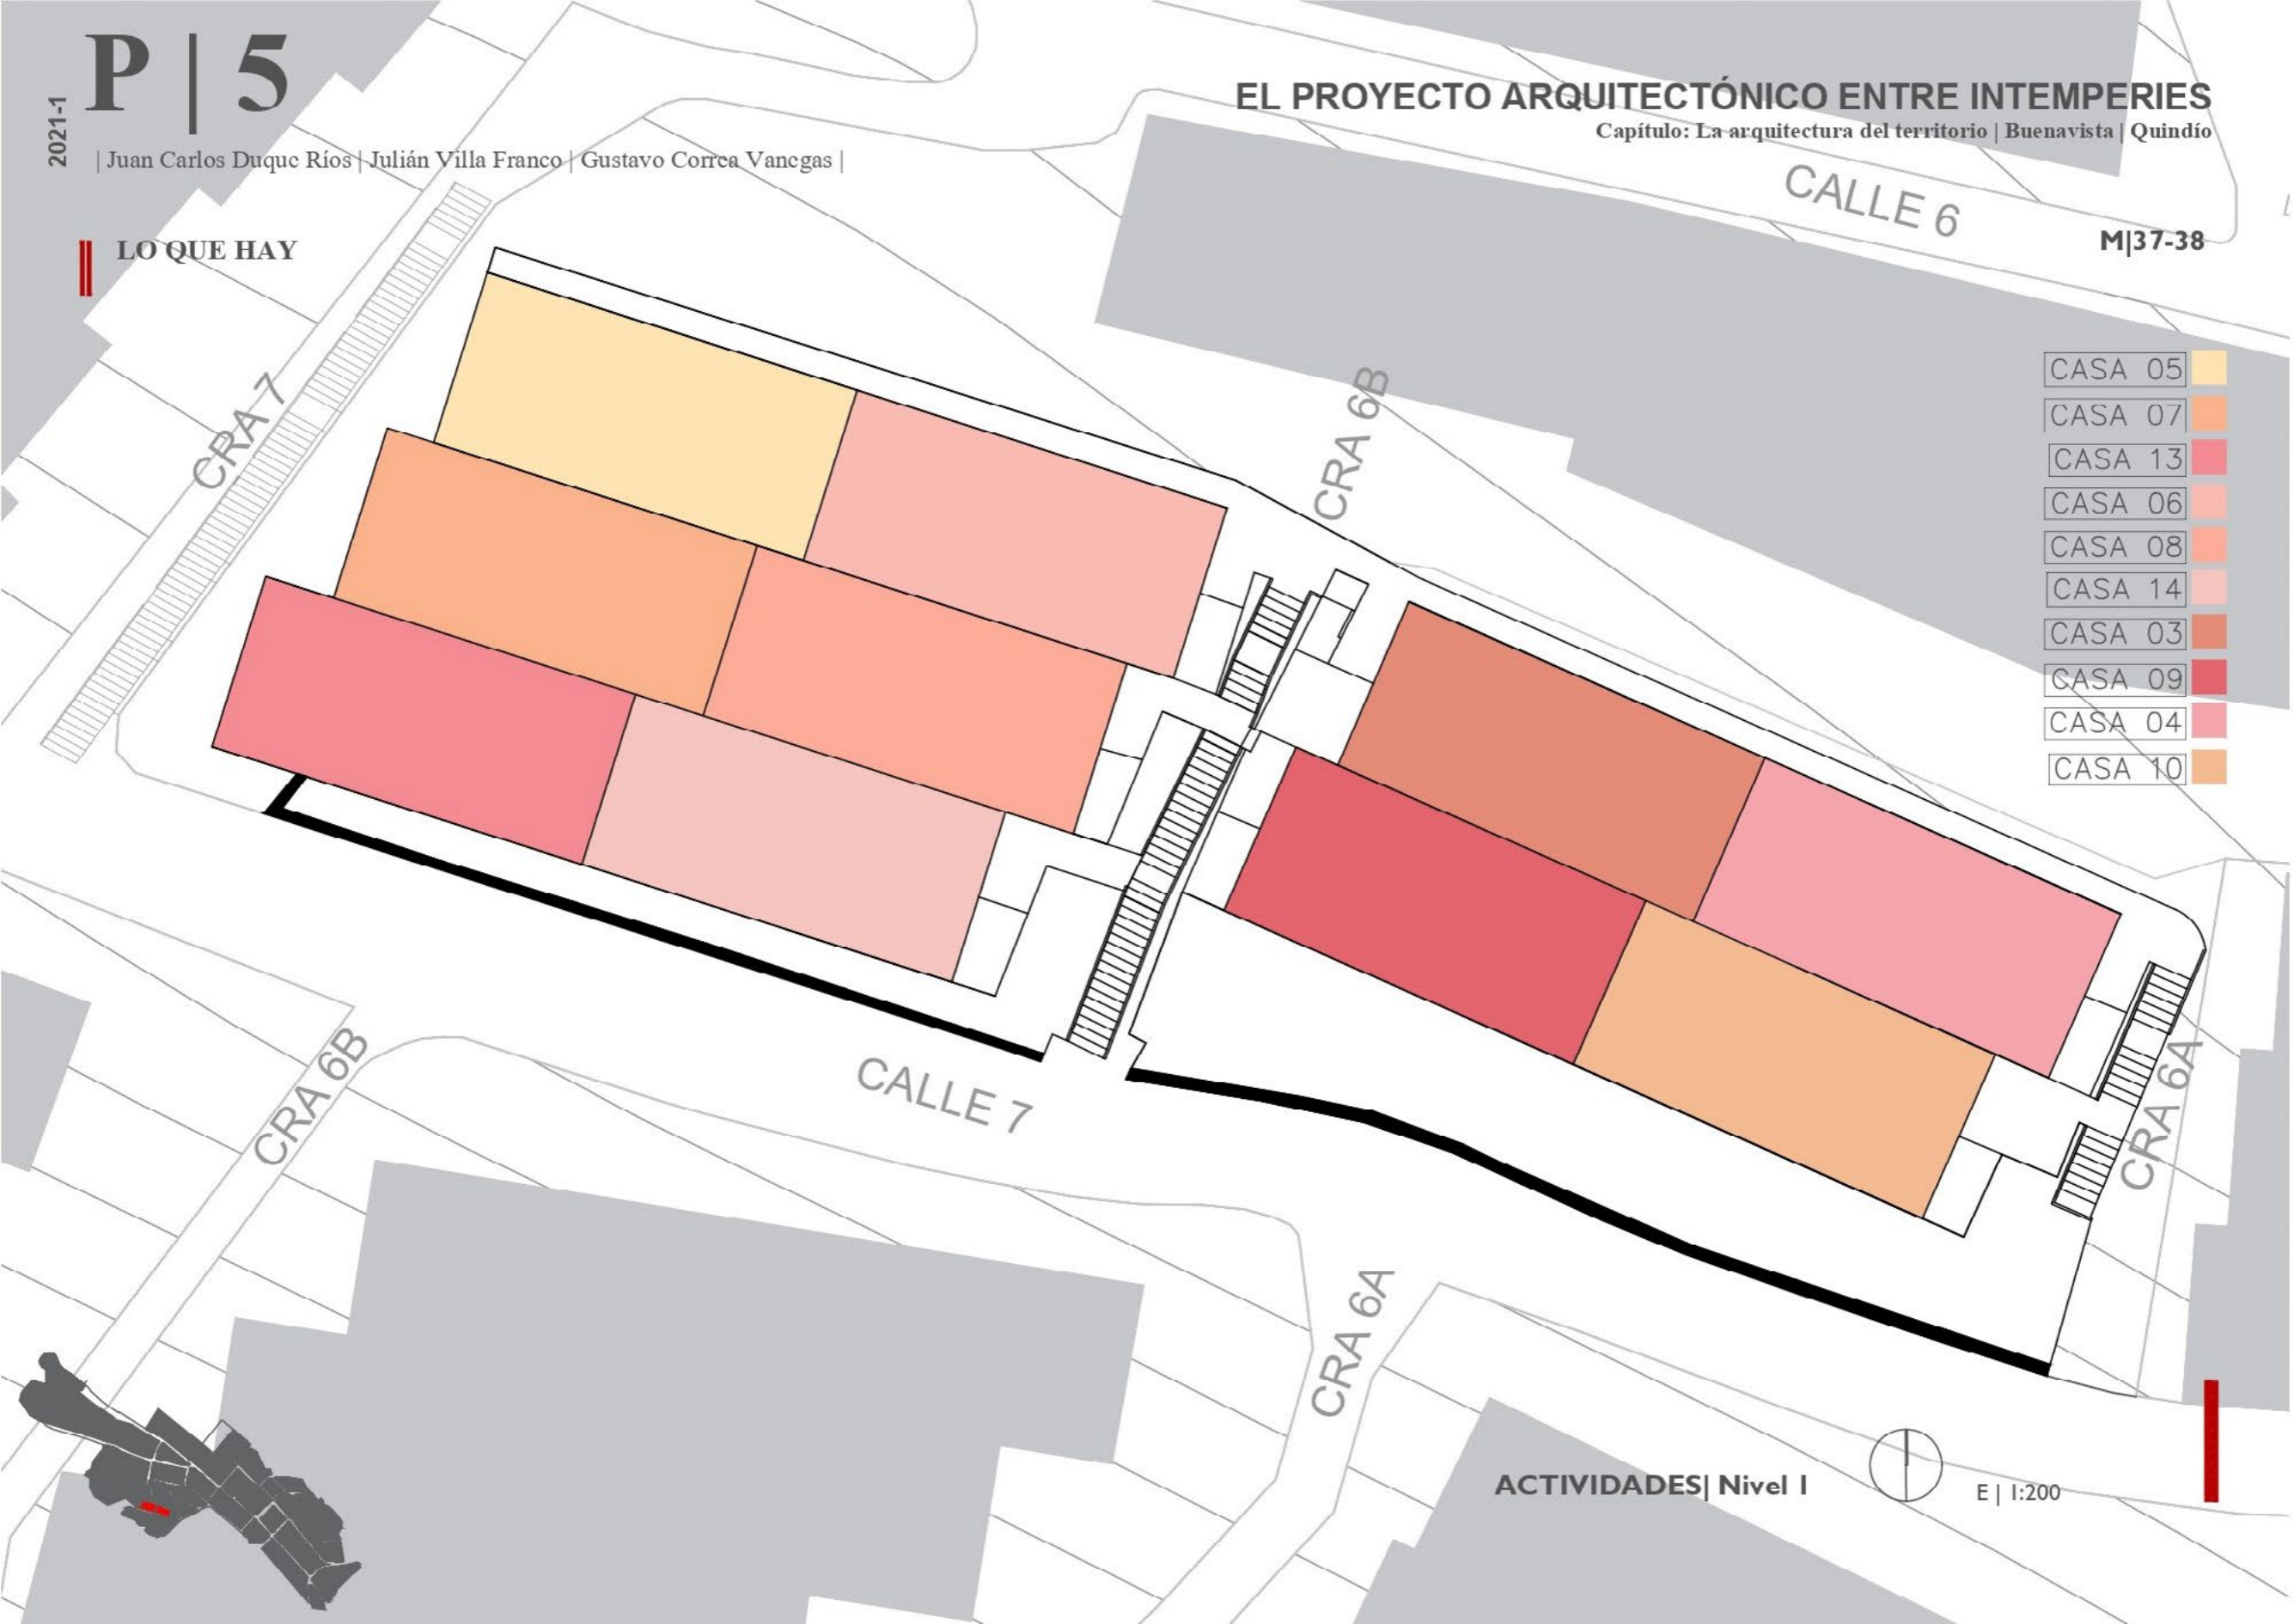 P | 5
2021-1
| Juan Carlos Duque Ríos | Julián Villa Franco | Gustavo Correa Vanegas |
EL PROYECTO ARQUITECTÓNICO ENTRE INTEMPERIES
Capítulo: La arquitectura del territorio | Buenavista | Quindío
LO QUE HAY
M|37-38
CALLE 6
CRA 7
CRA 6B
CASA 05
CASA 07
CASA 13
CASA 06
CASA 08
CASA 14
CASA 03
CASA 09
CASA 04
CASA 10
CRA 6B
CALLE 7
CRA 6A
CRA 6A
ACTIVIDADES| Nivel I
E | 1:200